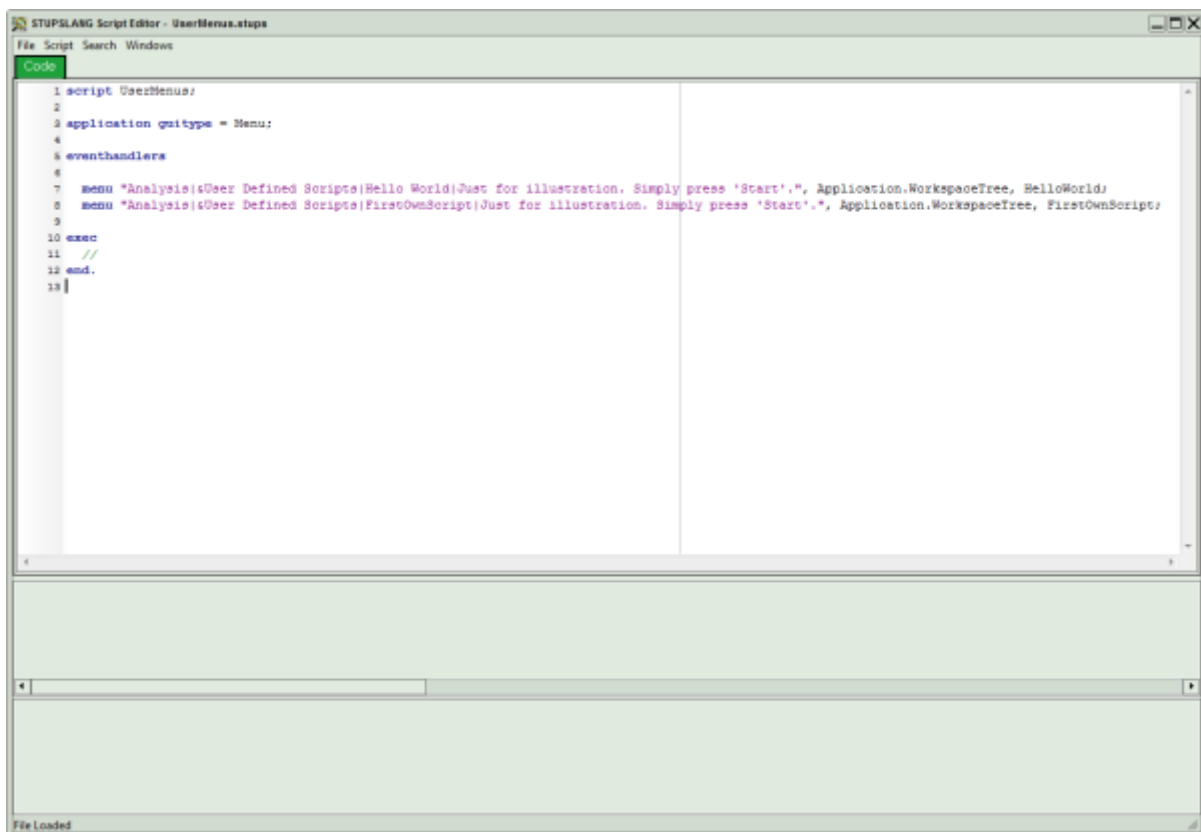 STUPSLANG Script Editor - UserMenus.stups
File Script Search Windows
Code
1 script UserMenus;
2
3 application guitype = Menu;
4
5 eventhandlers
6
7 menu "Analysis|&User Defined Scripts|Hello World|Just for illustration. Simply press 'Start'.", Application.WorkspaceTree, HelloWorld;
8 menu "Analysis|&User Defined Scripts|FirstOwnScript|Just for illustration. Simply press 'Start'.", Application.WorkspaceTree, FirstOwnScript;
9
10 exec
11 //
12 end.
13
File Loaded